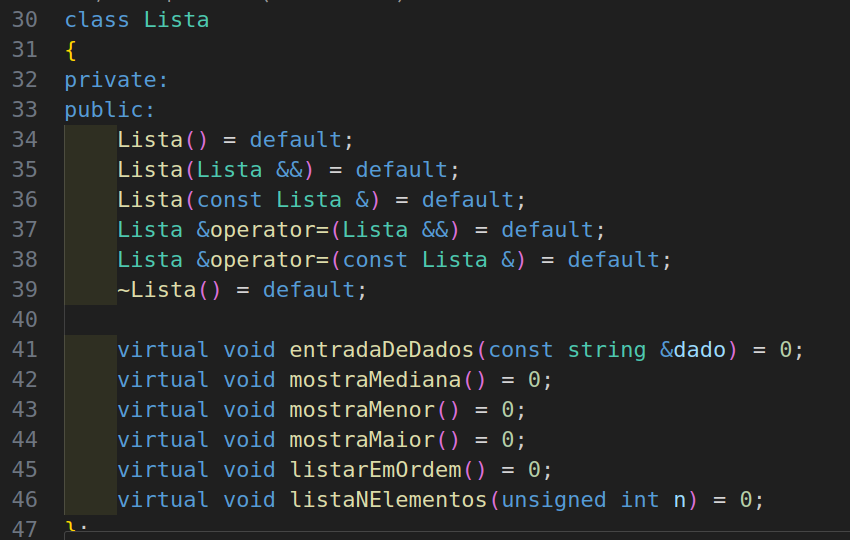 30 class Lista
31 {
32 private:
33 public:
34     Lista() = default;
35     Lista(Lista &&) = default;
36     Lista(const Lista &) = default;
37     Lista &operator=(Lista &&) = default;
38     Lista &operator=(const Lista &) = default;
39     ~Lista() = default;
40
41     virtual void entradaDeDados(const string &dado) = 0;
42     virtual void mostraMediana() = 0;
43     virtual void mostraMenor() = 0;
44     virtual void mostraMaior() = 0;
45     virtual void listarEmOrdem() = 0;
46     virtual void listaNElementos(unsigned int n) = 0;
47 };